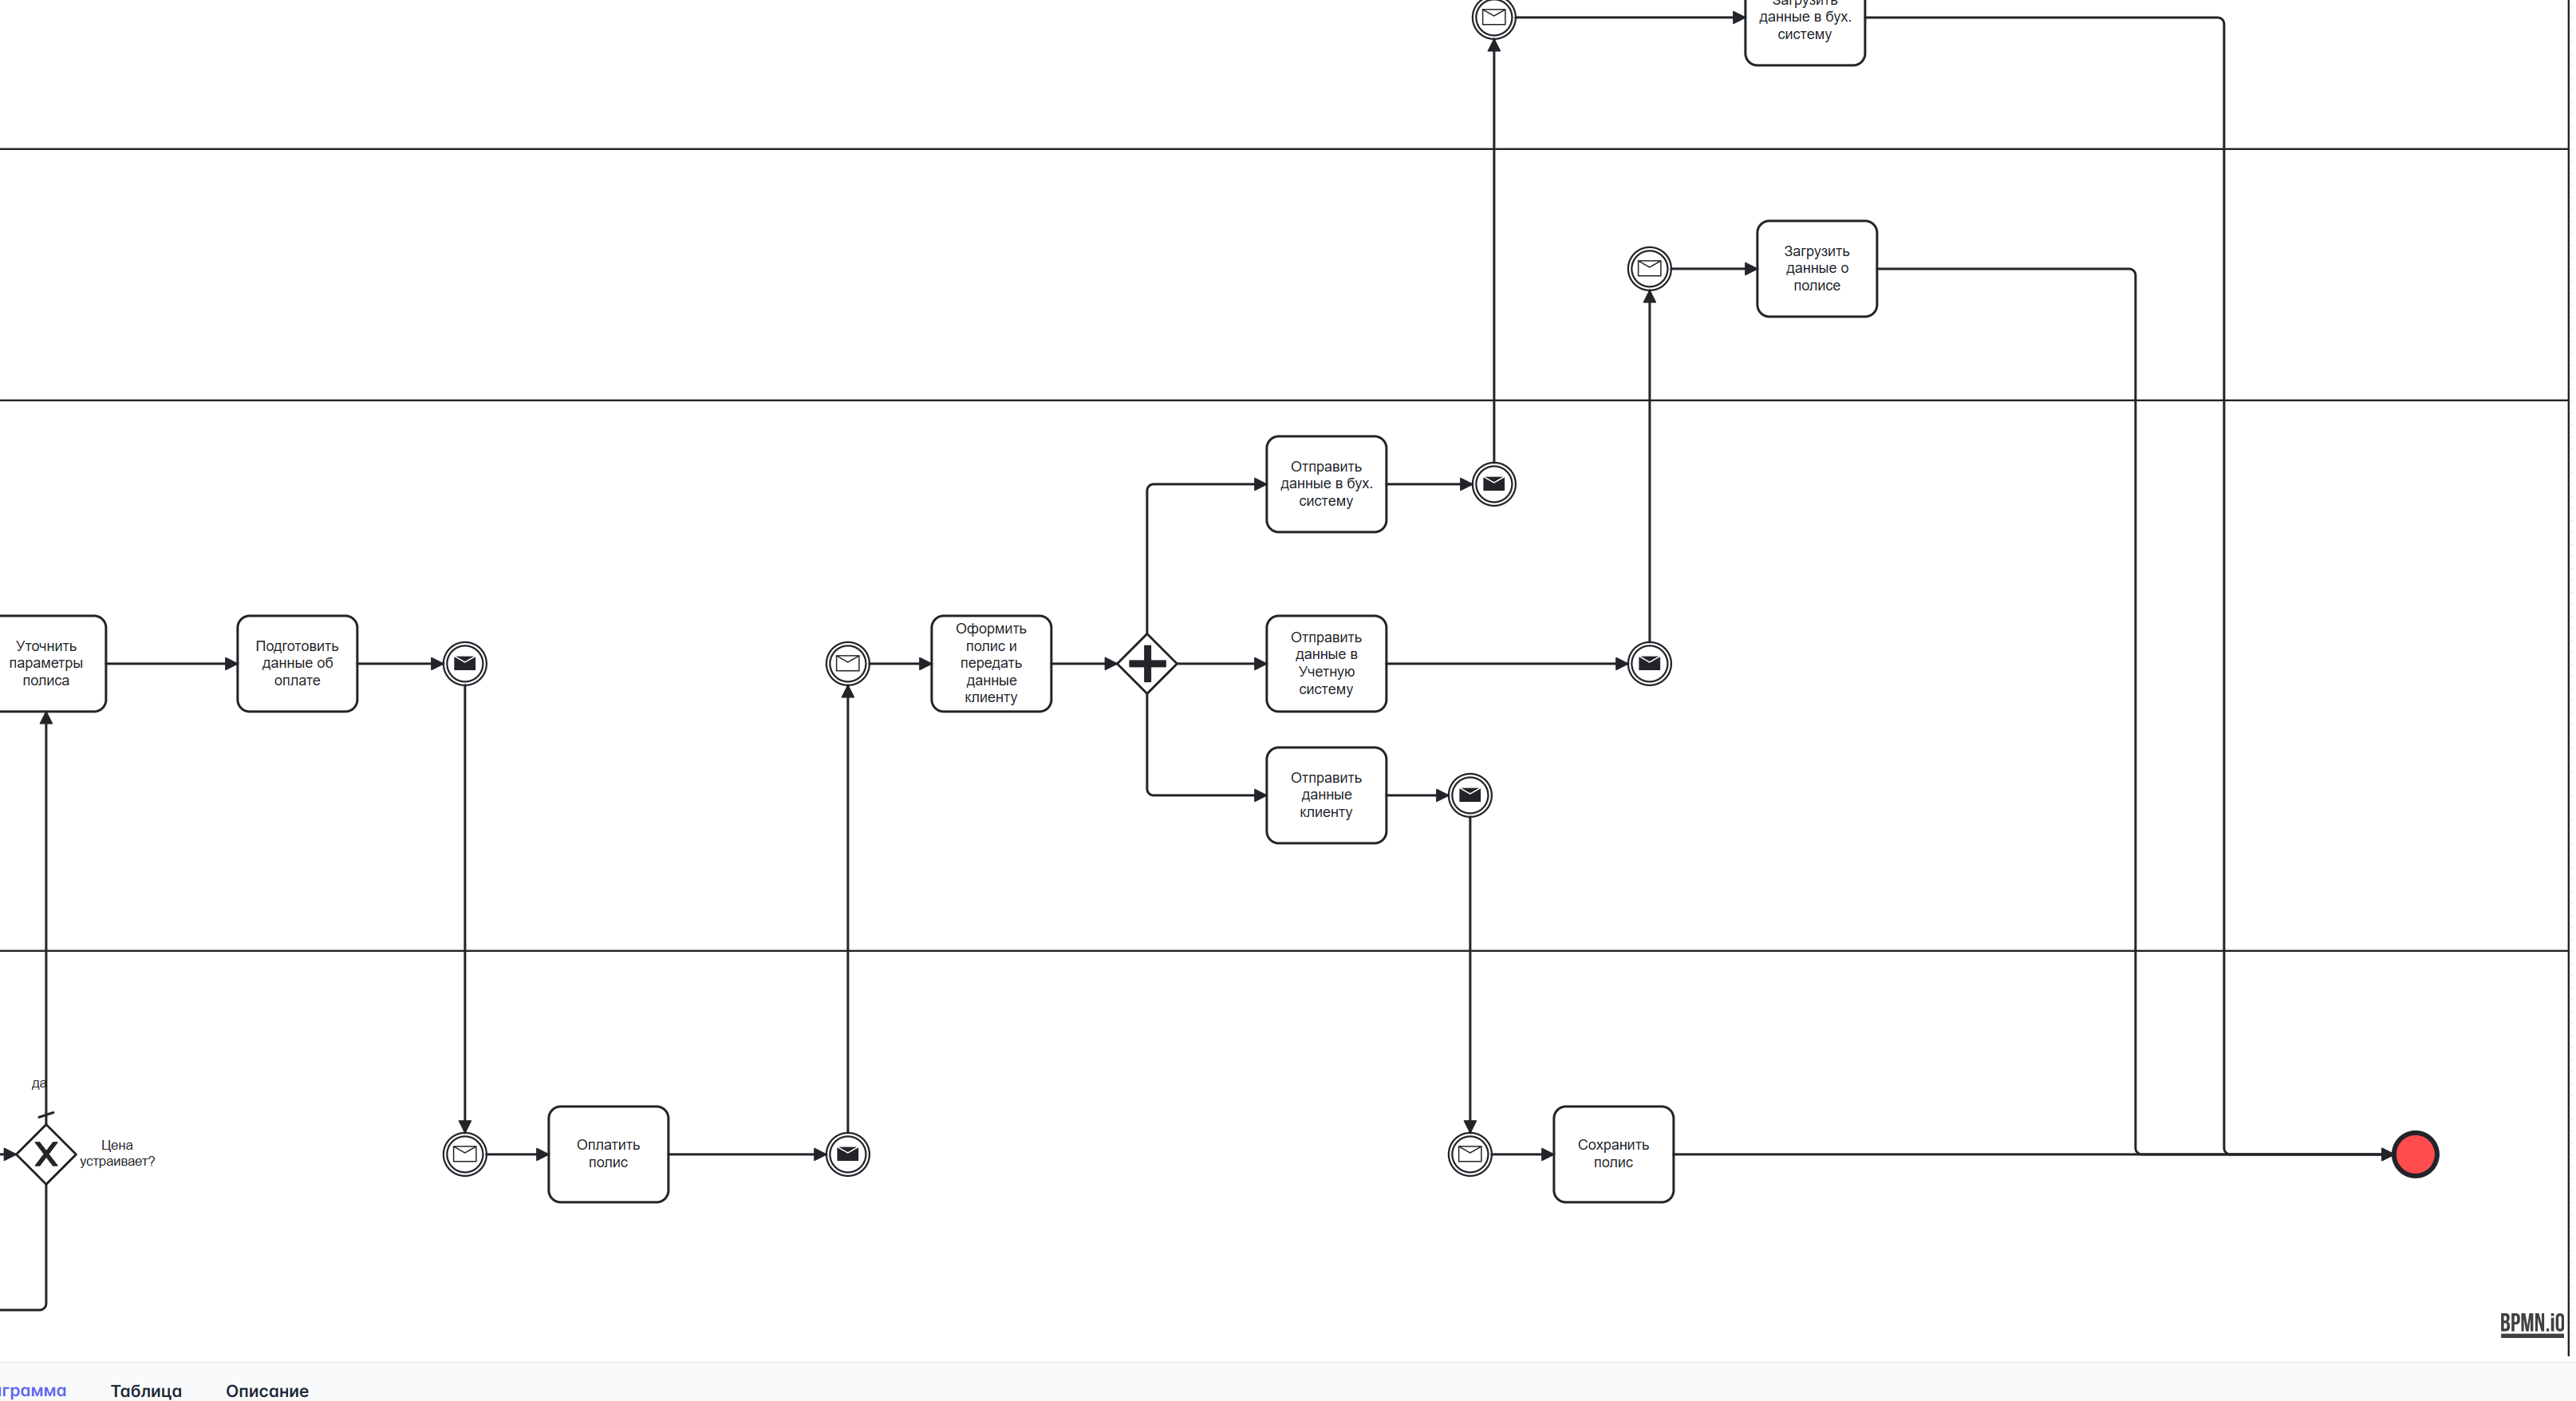 Загрузить
данные в бух.
систему
Загрузить
данные о
полисе
Отправить
данные в бух.
систему
Уточнить
параметры
полиса
Подготовить
данные об
оплате
Оформить
полис и
передать
данные
клиенту
Отправить
данные в
Учетную
систему
Отправить
данные
клиенту
да
Цена
устраивает?
Оплатить
полис
Сохранить
полис
BPMN.iO
грамма
Таблица
Описание